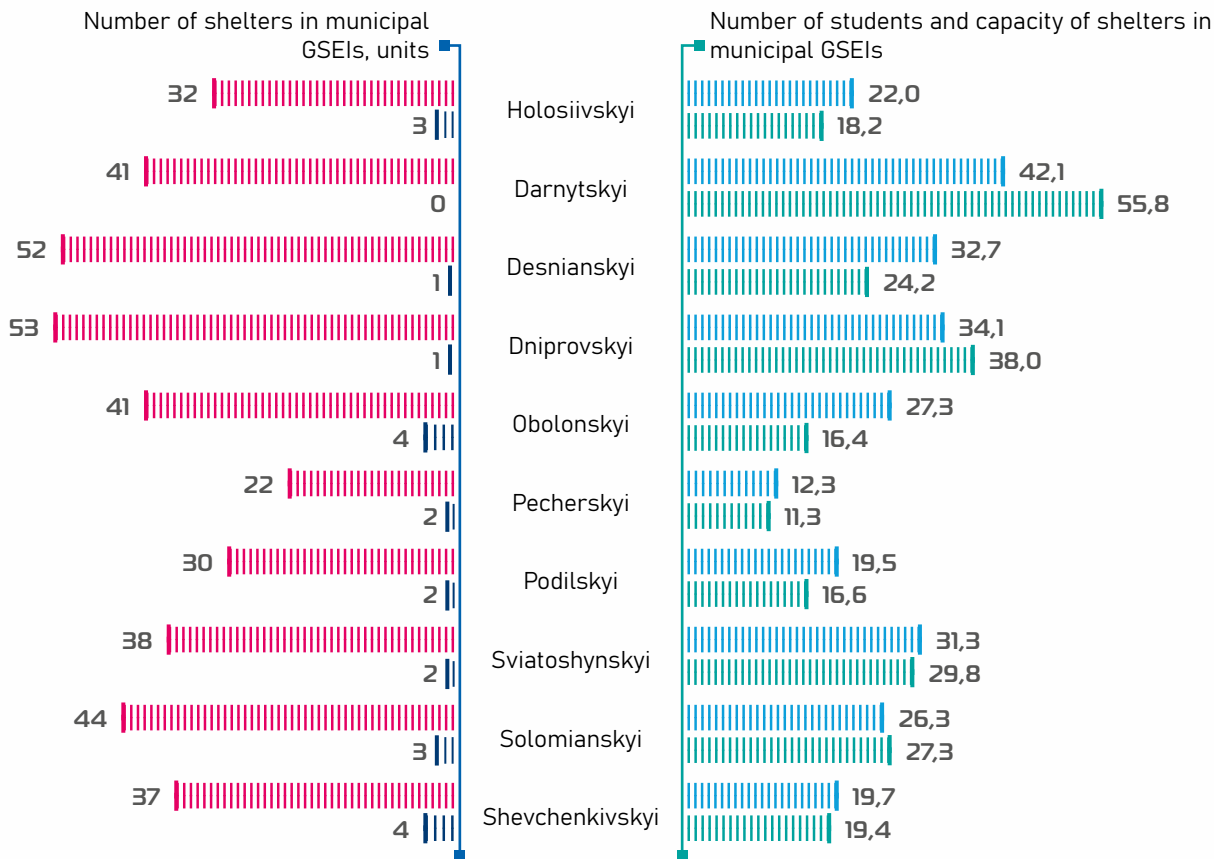 Number of shelters in municipal
GSEIs, units
Number of students and capacity of shelters in
municipal GSEIs
32
3
Holosiivskyi
22,0
18,2
41
0
Darnytskyi
42,1
55,8
52
1
Desnianskyi
32,7
24,2
53
1
Dniprovskyi
34,1
38,0
41
4
Obolonskyi
27,3
16,4
22
2
Pecherskyi
12,3
11,3
30
2
Podilskyi
19,5
16,6
38
2
Sviatoshynskyi
31,3
29,8
44
3
Solomianskyi
26,3
27,3
37
4
Shevchenkivskyi
19,7
19,4